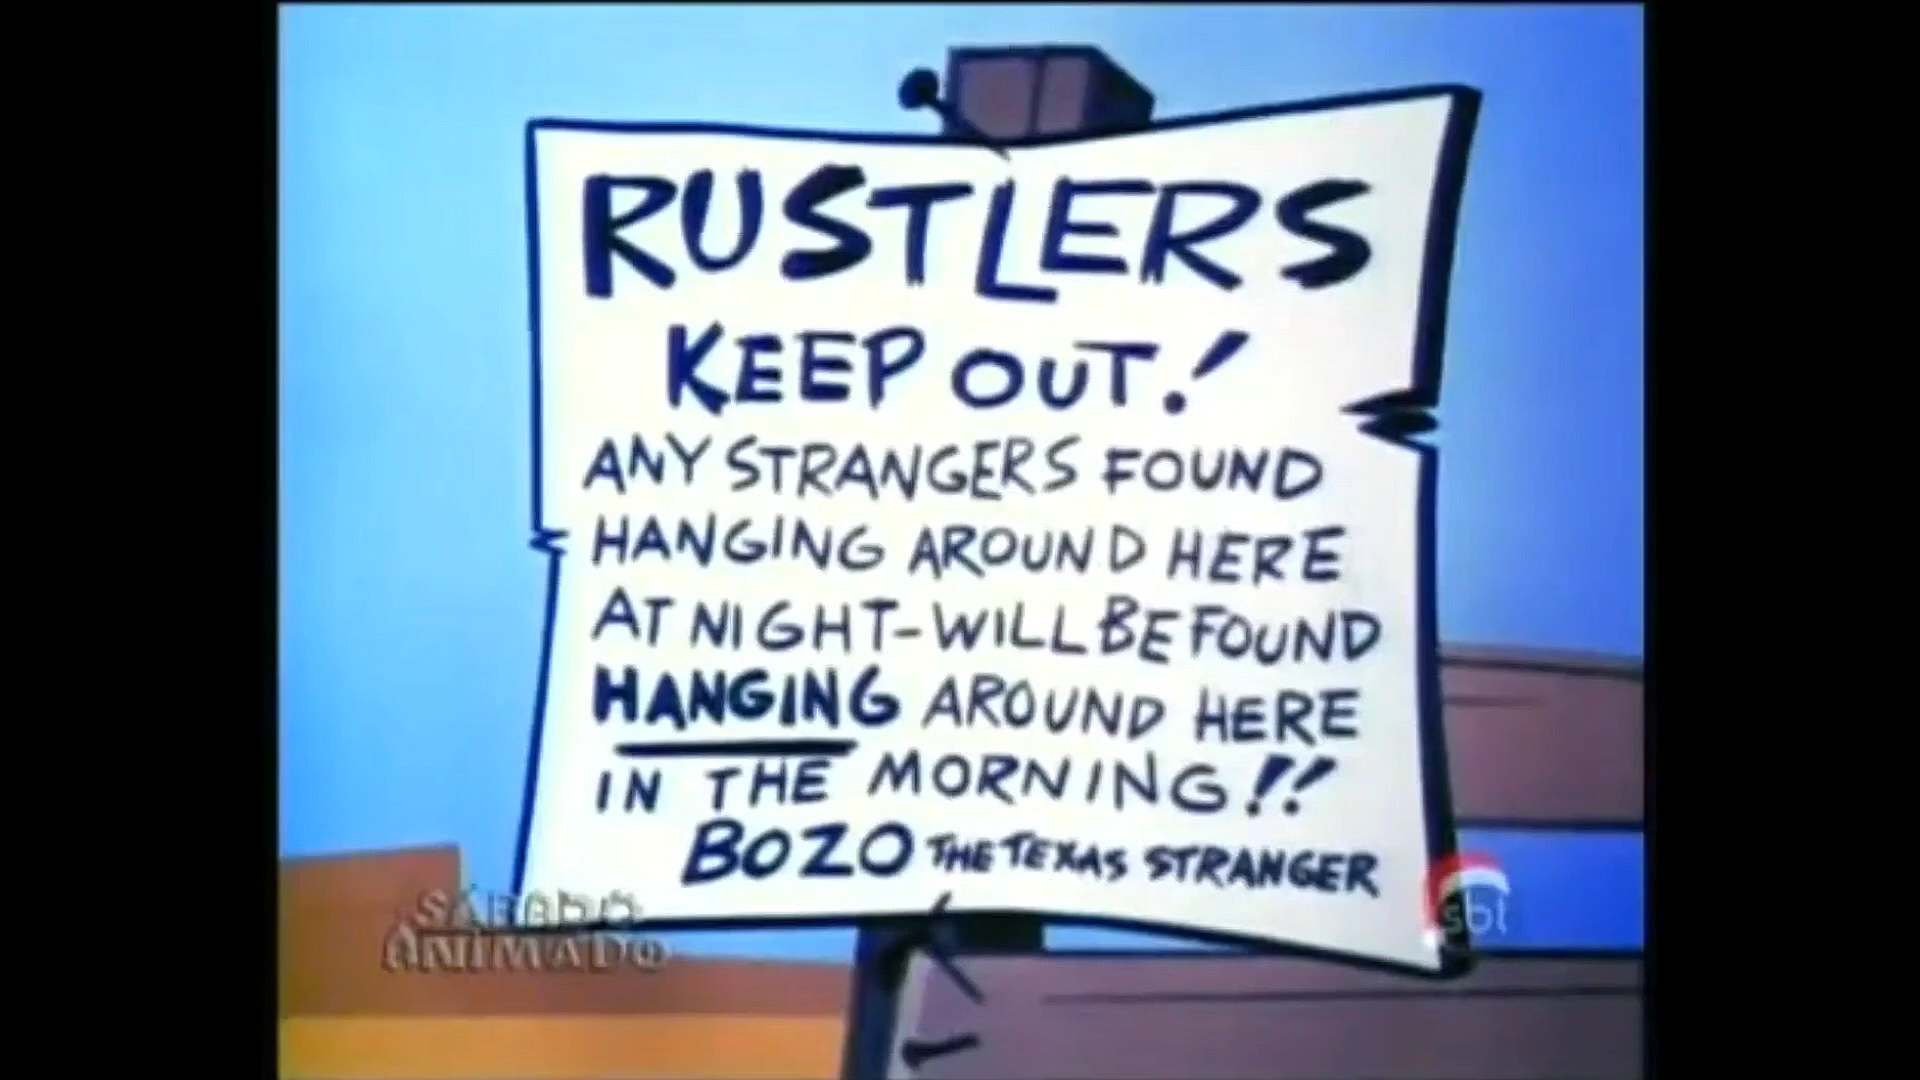 RUSTLERS
KEEP OUT!
ANY STRANGERS FOUND
HANGING AROUND HERE
AT NIGHT-WILL BE FOUND
HANGING AROUND HERE
IN THE MORNING!!
BOZO THE TEXAS STRANGER
SÁBADO
ANIMADO
sbt